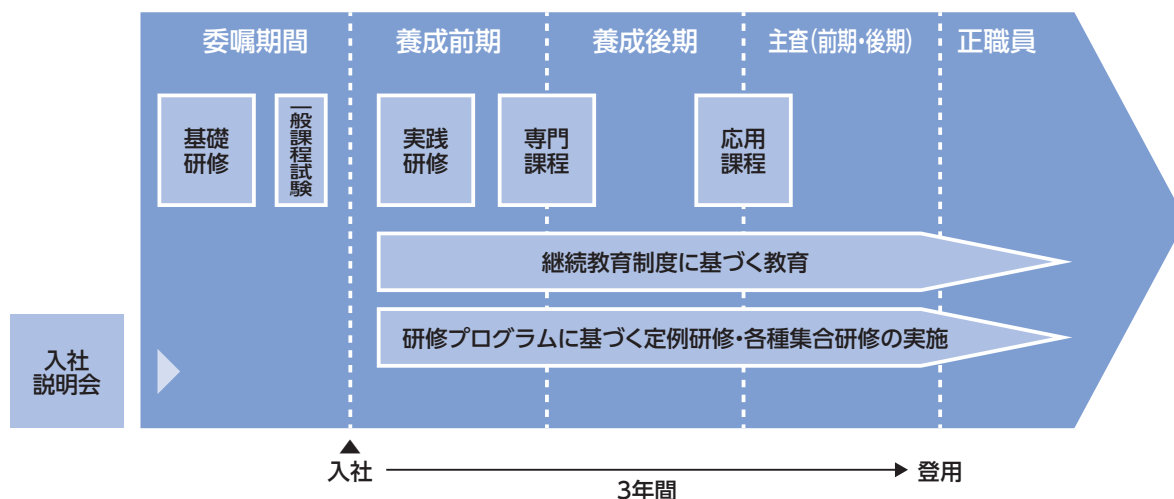 委嘱期間
養成前期
養成後期
主査(前期・後期)
正職員
基礎
研修
一般課程試験
実践
研修
専門
課程
応用
課程
継続教育制度に基づく教育
研修プログラムに基づく定例研修・各種集合研修の実施
入社
説明会
入社
3年間
登用